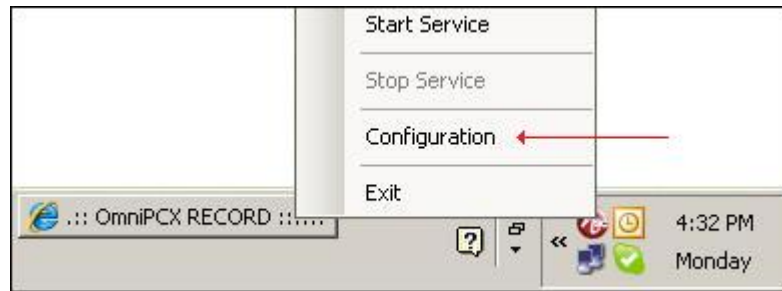 Start Service
Stop Service
Configuration
Exit
.:: OmniPCX RECORD ::....
4:32 PM
Monday